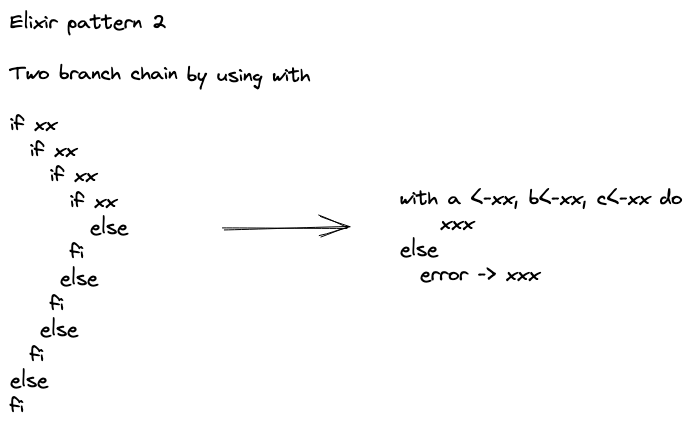 Elixir pattern 2
Two branch chain by using with
if xx
if xx
if xx
if xx
else
fi
else
fi
else
fi
else
fi
with a <-xx, b<-xx, c<-xx do
xxx
else
error -> xxx